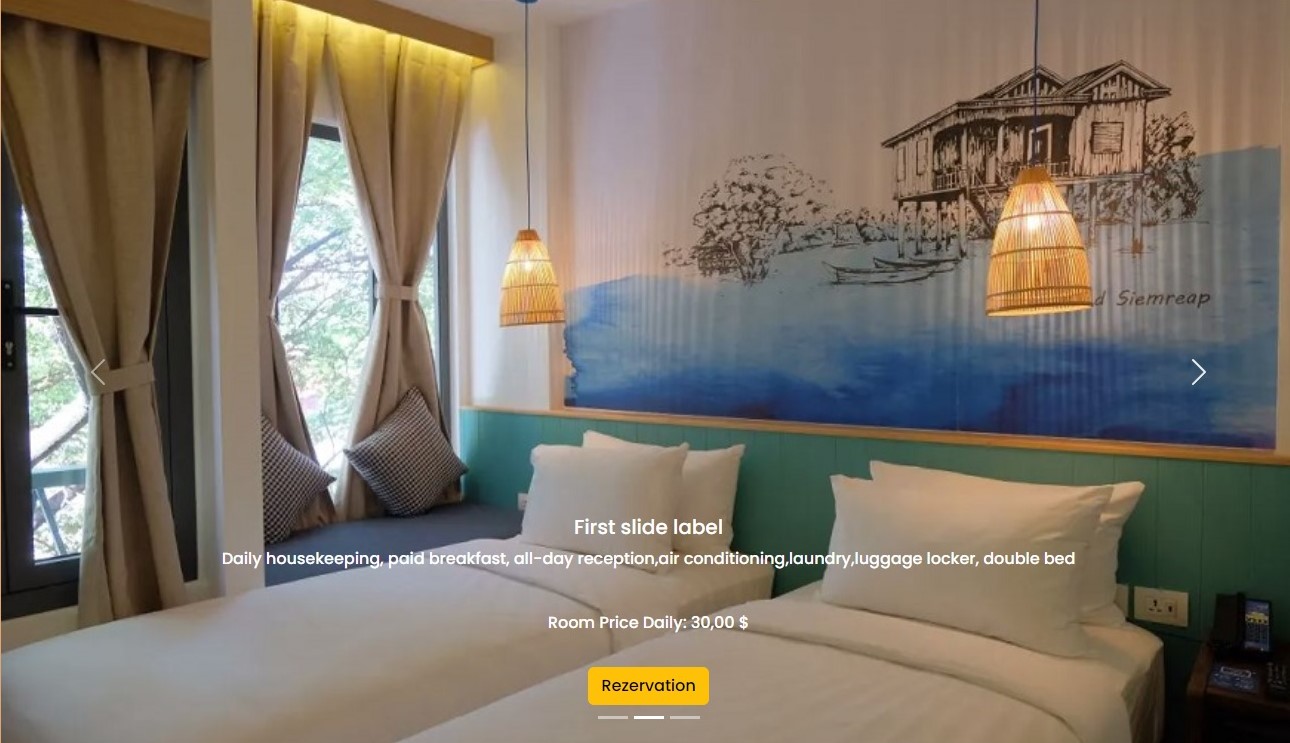 Siemreap
First slide label
Daily housekeeping, paid breakfast, all-day reception,air conditioning,laundry,luggage locker, double bed
Room Price Daily: 30,00 $
Rezervation